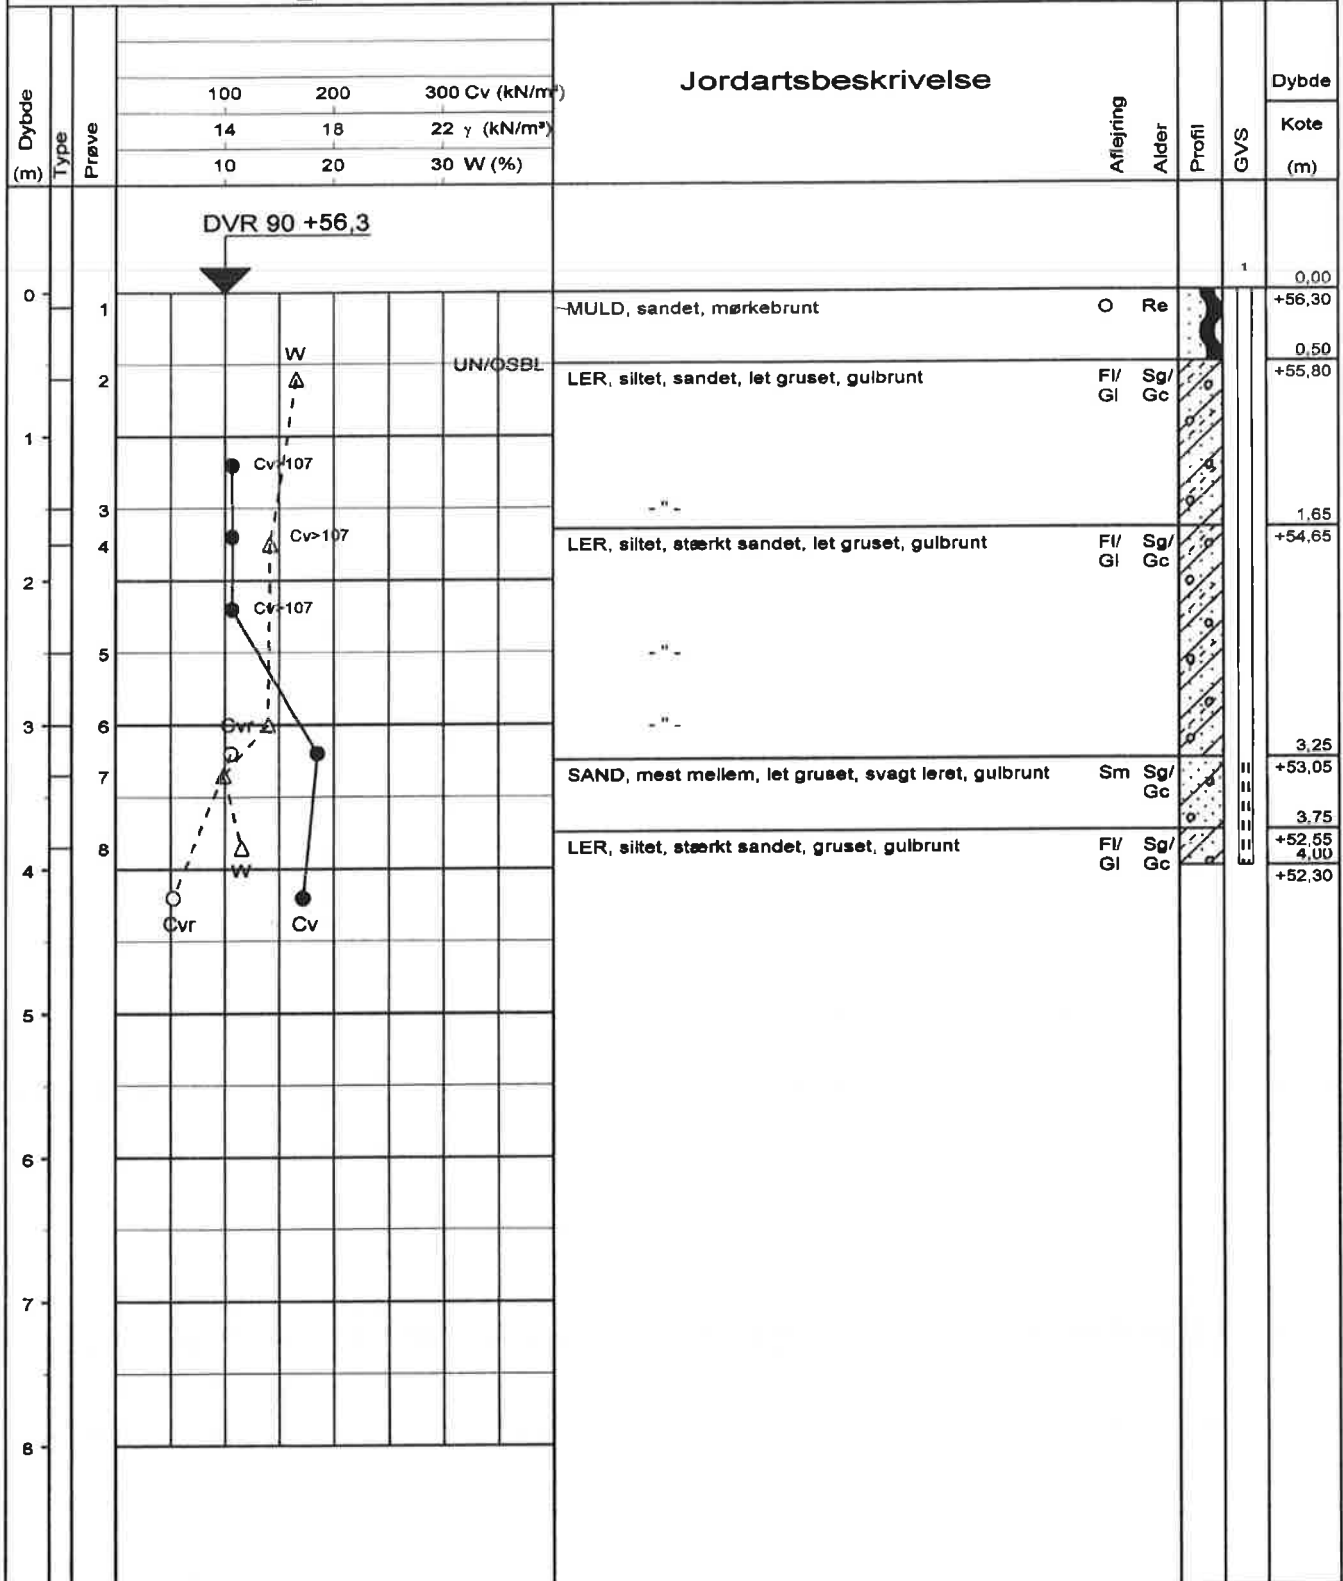 Jordartsbeskrivelse
Dybde (m)
Type
Prøve
100 200 300 Cv (kN/m²)
14 18 22 γ (kN/m³)
10 20 30 W (%)
Aflejring
Alder
Profil
GVS
Dybde
Kote
(m)
DVR 90 +56,3
1
0,00
0 1 MULD, sandet, mørkebrunt O Re +56,30
W
UN/OSBL
0,50
2 LER, siltet, sandet, let gruset, gulbrunt Fl/ Sg/ +55,80
Gl Gc
1
Cv>107
3 -"-
1,65
Cv>107
4 LER, siltet, stærkt sandet, let gruset, gulbrunt Fl/ Sg/ +54,65
Gl Gc
2
Cv>107
5 -"-
3 6 Cvr -"-
3,25
7 SAND, mest mellem, let gruset, svagt leret, gulbrunt Sm Sg/ +53,05
Gc
3,75
8 LER, siltet, stærkt sandet, gruset, gulbrunt Fl/ Sg/ +52,55
Gl Gc
4,00
4 W +52,30
Cvr Cv
5
6
7
8